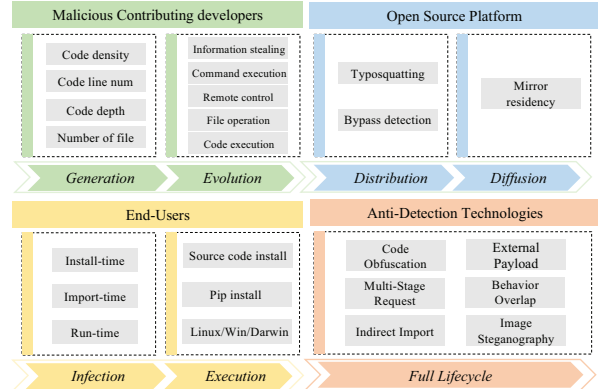 Malicious Contributing developers
Code density
Code line num
Code depth
Number of file
Information stealing
Command execution
Remote control
File operation
Code execution
Generation
Evolution
Open Source Platform
Typosquatting
Bypass detection
Mirror
residency
Distribution
Diffusion
End-Users
Install-time
Import-time
Run-time
Source code install
Pip install
Linux/Win/Darwin
Infection
Execution
Anti-Detection Technologies
Code
Obfuscation
External
Payload
Multi-Stage
Request
Behavior
Overlap
Indirect Import
Image
Steganography
Full Lifecycle